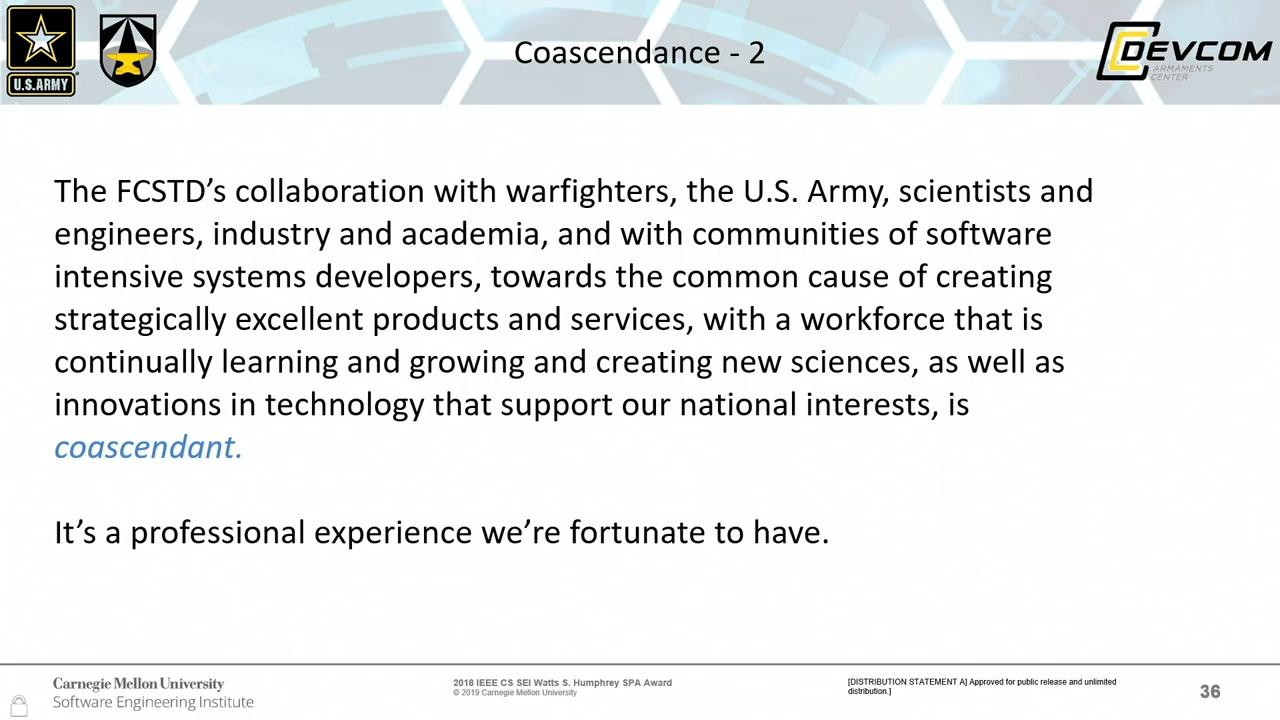 U.S.ARMY
Coascendance - 2
DEVCOM
ARMAMENTS
CENTER
The FCSTD’s collaboration with warfighters, the U.S. Army, scientists and
engineers, industry and academia, and with communities of software
intensive systems developers, towards the common cause of creating
strategically excellent products and services, with a workforce that is
continually learning and growing and creating new sciences, as well as
innovations in technology that support our national interests, is
coascendant.
It’s a professional experience we’re fortunate to have.
Carnegie Mellon University
Software Engineering Institute
2018 IEEE CS SEI Watts S. Humphrey SPA Award
© 2019 Carnegie Mellon University
[DISTRIBUTION STATEMENT A] Approved for public release and unlimited
distribution.]
36